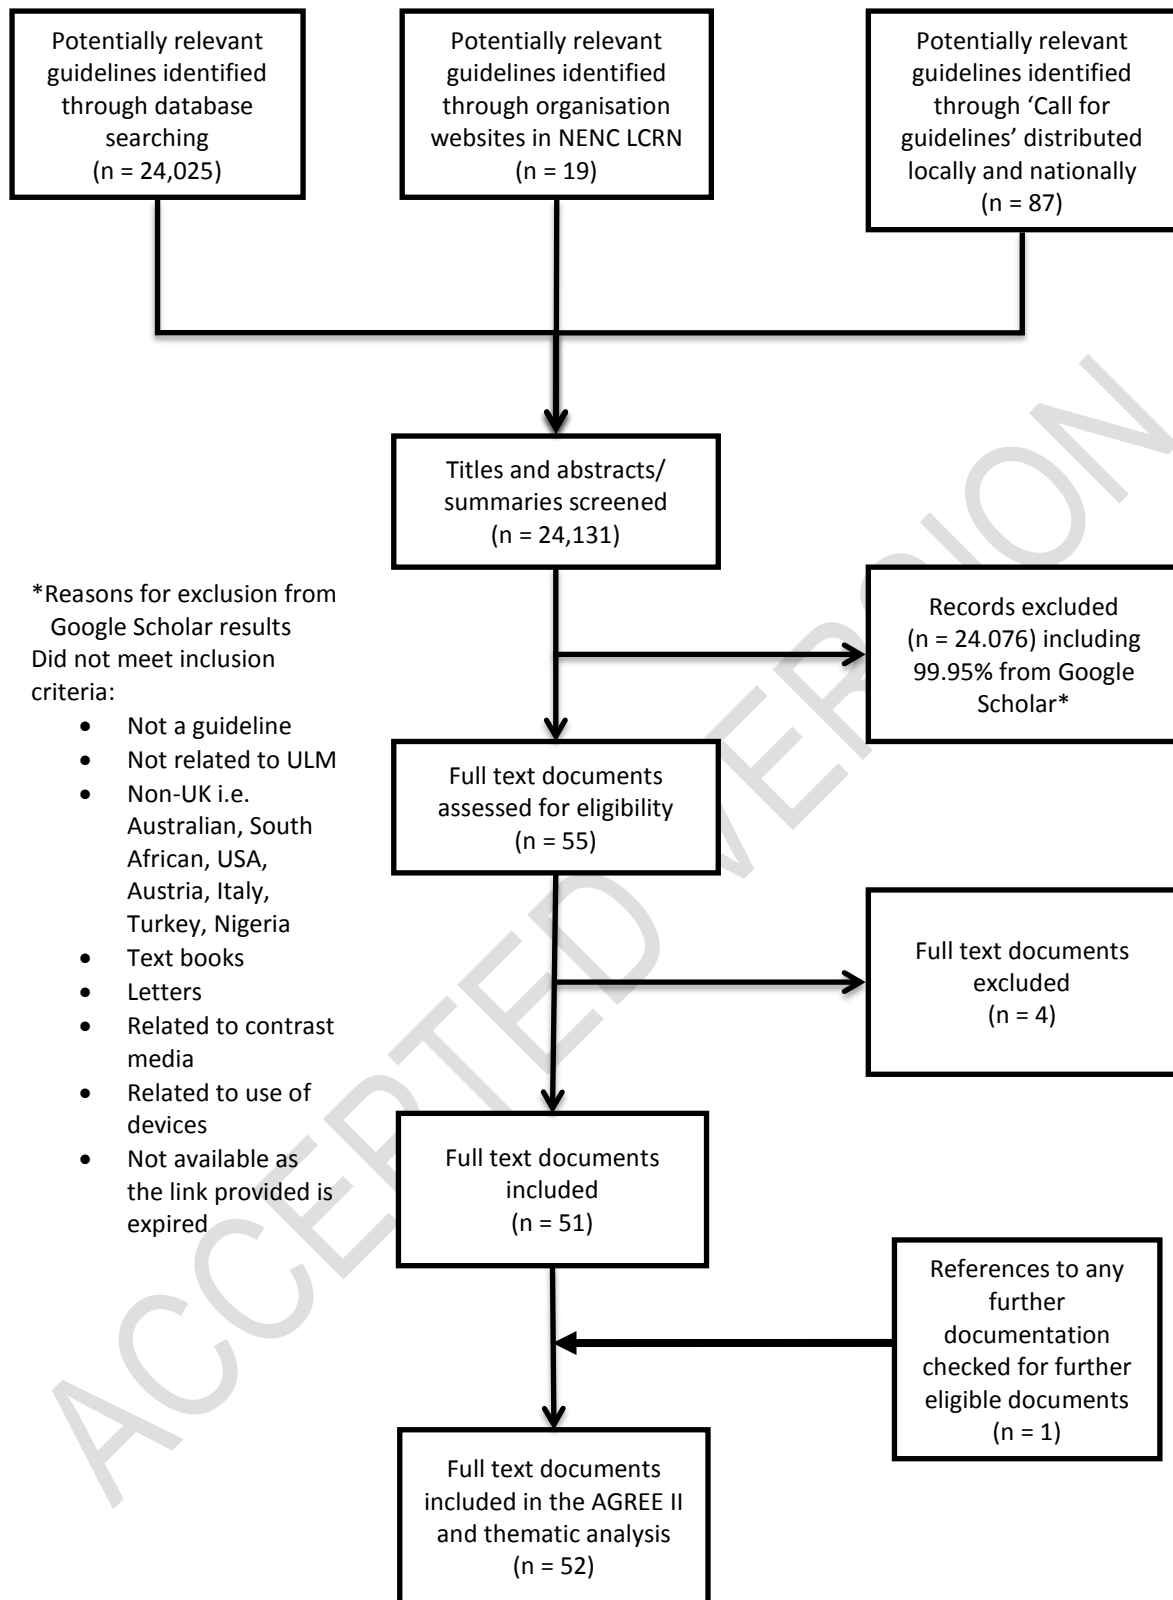 Potentially relevant
guidelines identified
through database
searching
(n = 24,025)
Potentially relevant
guidelines identified
through organisation
websites in NENC LCRN
(n = 19)
Potentially relevant
guidelines identified
through ‘Call for
guidelines’ distributed
locally and nationally
(n = 87)
Titles and abstracts/
summaries screened
(n = 24,131)
*Reasons for exclusion from
Google Scholar results
Did not meet inclusion
criteria:
• Not a guideline
• Not related to ULM
• Non-UK i.e.
Australian, South
African, USA,
Austria, Italy,
Turkey, Nigeria
• Text books
• Letters
• Related to contrast
media
• Related to use of
devices
• Not available as
the link provided is
expired
Records excluded
(n = 24.076) including
99.95% from Google
Scholar*
Full text documents
assessed for eligibility
(n = 55)
Full text documents
excluded
(n = 4)
Full text documents
included
(n = 51)
References to any
further
documentation
checked for further
eligible documents
(n = 1)
Full text documents
included in the AGREE II
and thematic analysis
(n = 52)
ACCEPTED VERSION